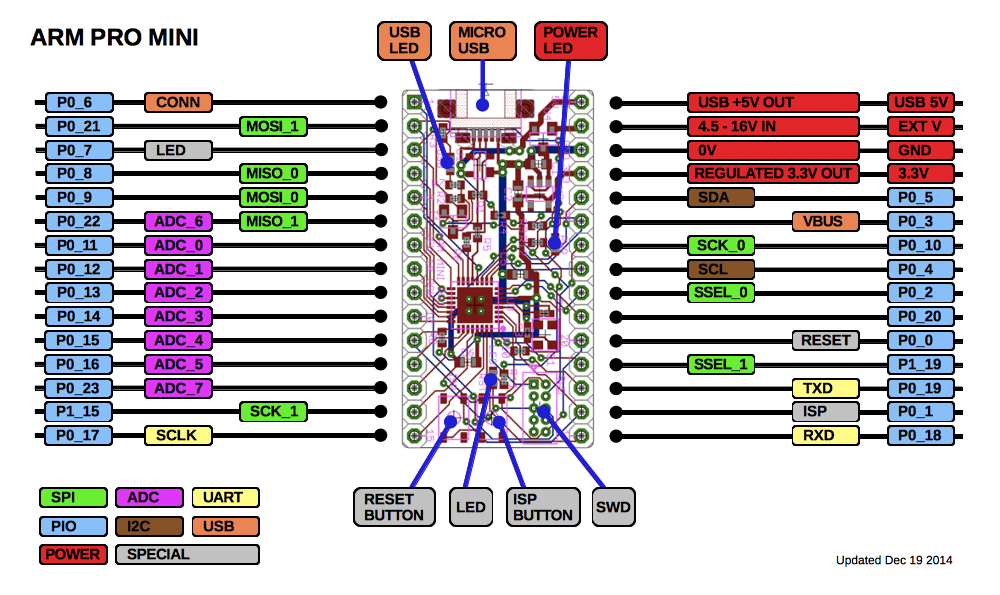 ARM PRO MINI
USB
LED
MICRO
USB
POWER
LED
P0_6 CONN
P0_21 MOSI_1
P0_7 LED
P0_8 MISO_0
P0_9 MOSI_0
P0_22 ADC_6 MISO_1
P0_11 ADC_0
P0_12 ADC_1
P0_13 ADC_2
P0_14 ADC_3
P0_15 ADC_4
P0_16 ADC_5
P0_23 ADC_7
P1_15 SCK_1
P0_17 SCLK
USB +5V OUT USB 5V
4.5 - 16V IN EXT V
0V GND
REGULATED 3.3V OUT 3.3V
SDA P0_5
VBUS P0_3
SCK_0 P0_10
SCL P0_4
SSEL_0 P0_2
P0_20
RESET P0_0
SSEL_1 P1_19
TXD P0_19
ISP P0_1
RXD P0_18
RESET
BUTTON
LED
ISP
BUTTON
SWD
SPI ADC UART
PIO I2C USB
POWER SPECIAL
Updated Dec 19 2014